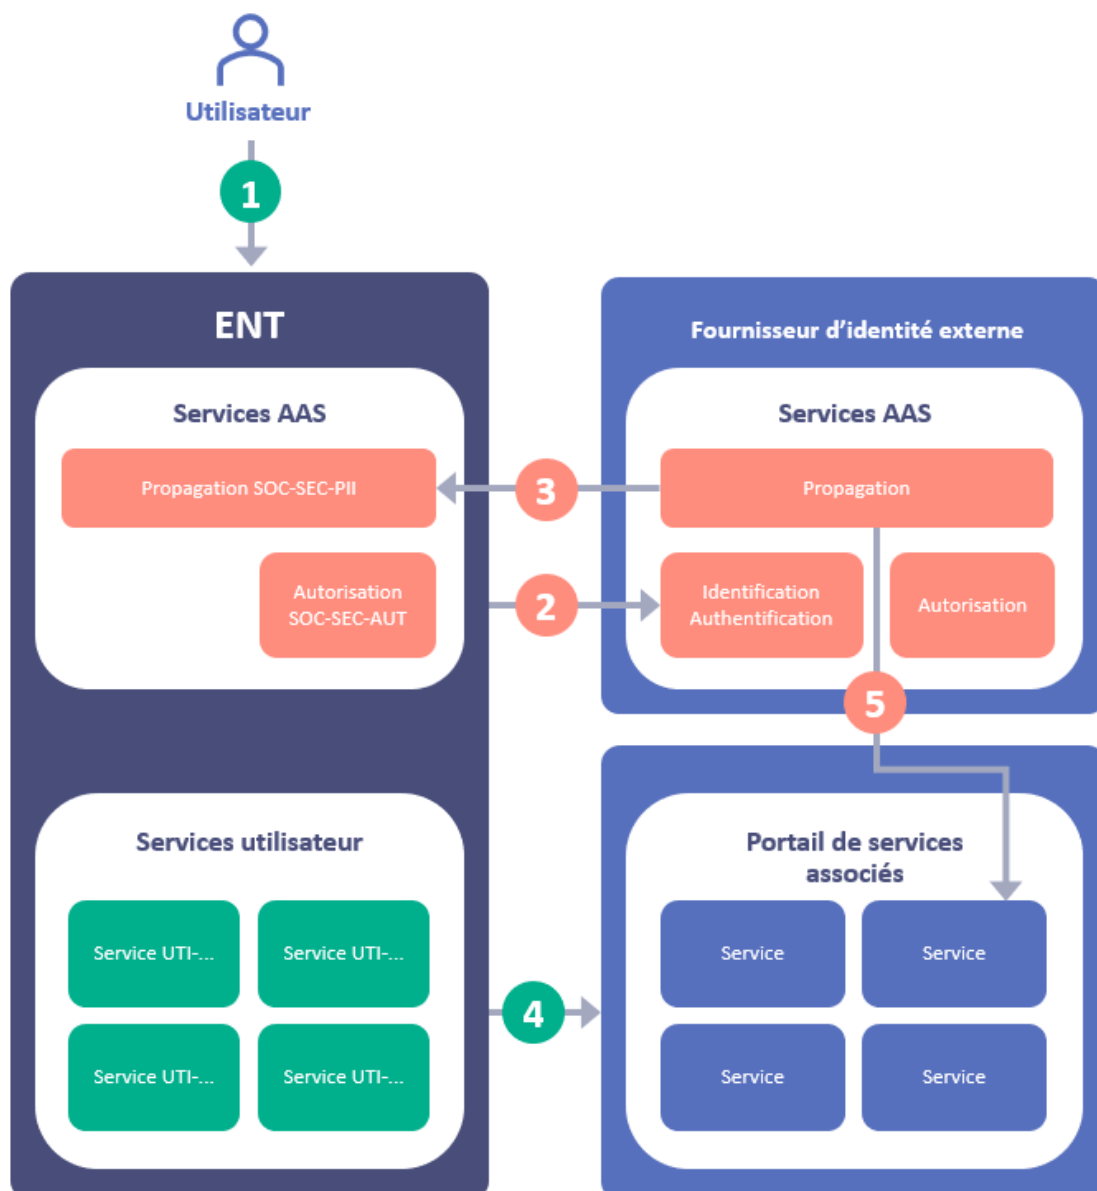 Utilisateur
1
ENT
Services AAS
Propagation SOC-SEC-PII
Autorisation
SOC-SEC-AUT
Fournisseur d’identité externe
Services AAS
Propagation
Identification
Authentification
Autorisation
3
2
5
Services utilisateur
Service UTI-...
Service UTI-...
Service UTI-...
Service UTI-...
4
Portail de services
associés
Service
Service
Service
Service